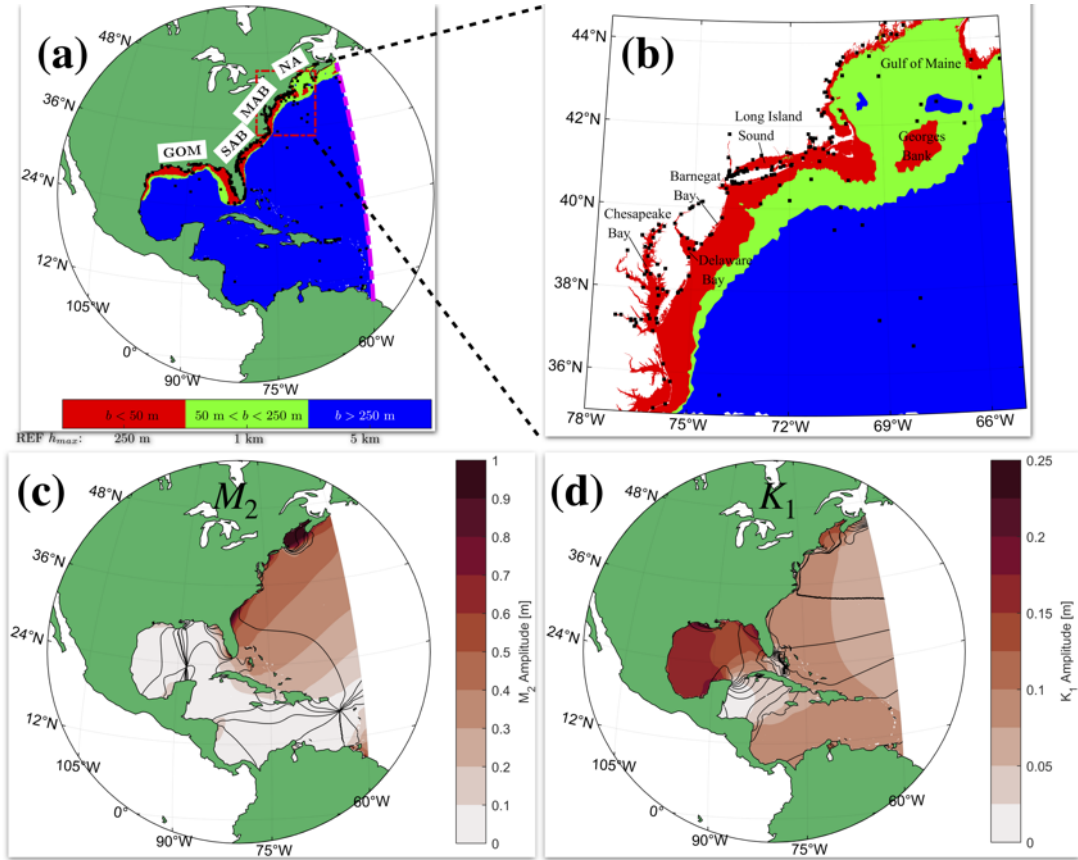 (a)
48°N
36°N
24°N
12°N
0°
105°W
90°W
75°W
60°W
NA
MAB
SAB
GOM
b < 50 m
50 m < b < 250 m
b > 250 m
REF hmax:
250 m
1 km
5 km
(b)
44°N
42°N
40°N
38°N
36°N
78°W
75°W
72°W
69°W
66°W
Gulf of Maine
Long Island
Sound
Georges
Bank
Barnegat
Bay
Chesapeake
Bay
Delaware
Bay
(c)
M2
48°N
36°N
24°N
12°N
0°
105°W
90°W
75°W
60°W
1
0.9
0.8
0.7
0.6
0.5
0.4
0.3
0.2
0.1
0
M2 Amplitude [m]
(d)
K1
48°N
36°N
24°N
12°N
0°
105°W
90°W
75°W
60°W
0.25
0.2
0.15
0.1
0.05
0
K1 Amplitude [m]